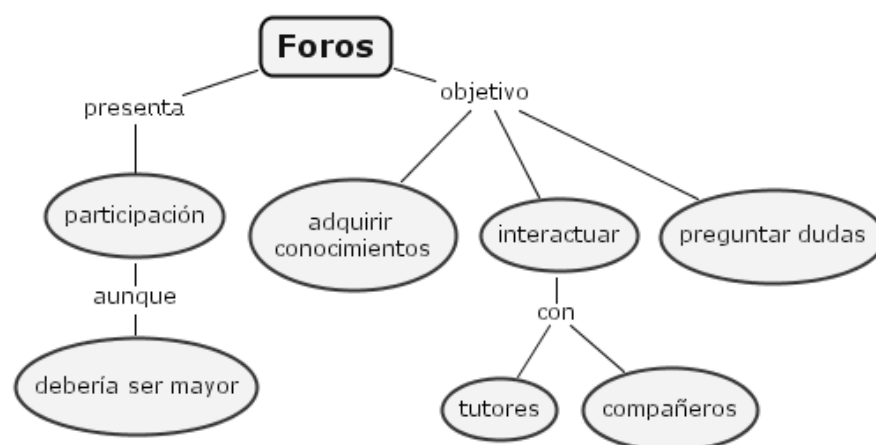 Foros
presenta
objetivo
participación
adquirir
conocimientos
interactuar
preguntar dudas
aunque
con
debería ser mayor
tutores
compañeros